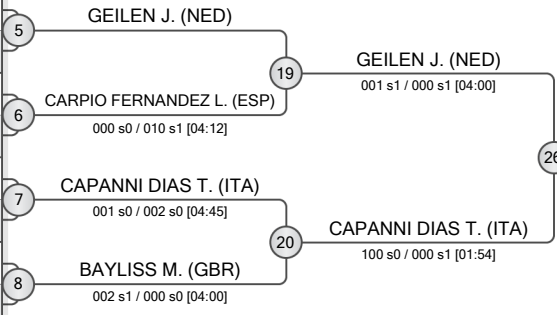 GEILEN J. (NED)
5
19
GEILEN J. (NED)
001 s1 / 000 s1 [04:00]
CARPIO FERNANDEZ L. (ESP)
6
000 s0 / 010 s1 [04:12]
26
CAPANNI DIAS T. (ITA)
7
001 s0 / 002 s0 [04:45]
20
CAPANNI DIAS T. (ITA)
100 s0 / 000 s1 [01:54]
BAYLISS M. (GBR)
8
002 s1 / 000 s0 [04:00]